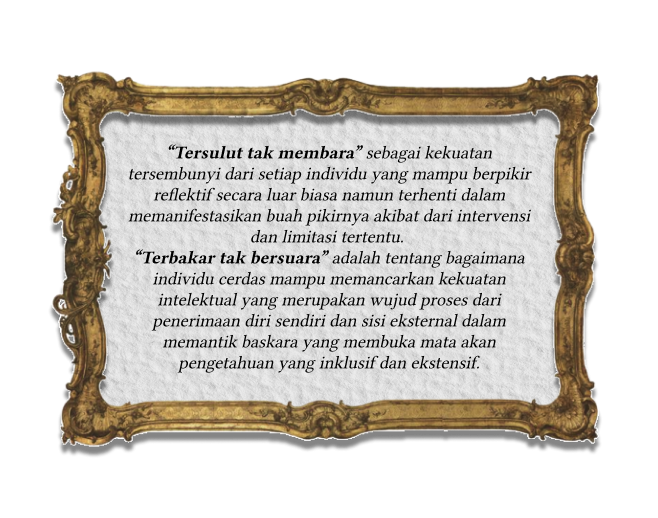 “Tersulut tak membara” sebagai kekuatan
tersembunyi dari setiap individu yang mampu berpikir
reflektif secara luar biasa namun terhenti dalam
memanifestasikan buah pikirnya akibat dari intervensi
dan limitasi tertentu.
“Terbakar tak bersuara” adalah tentang bagaimana
individu cerdas mampu memancarkan kekuatan
intelektual yang merupakan wujud proses dari
penerimaan diri sendiri dan sisi eksternal dalam
memantik baskara yang membuka mata akan
pengetahuan yang inklusif dan ekstensif.